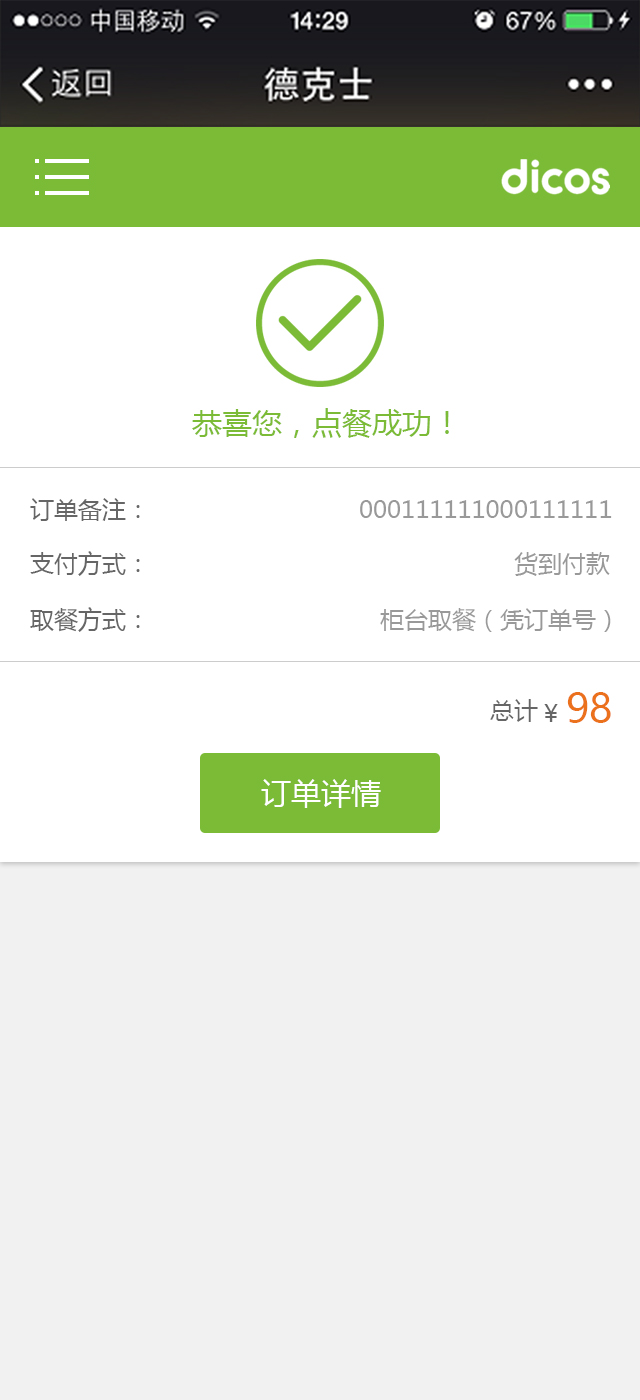 中国移动 14:29 67%
返回 德克士
dicos
恭喜您，点餐成功！
订单备注： 000111111000111111
支付方式： 货到付款
取餐方式： 柜台取餐（凭订单号）
总计 ¥ 98
订单详情